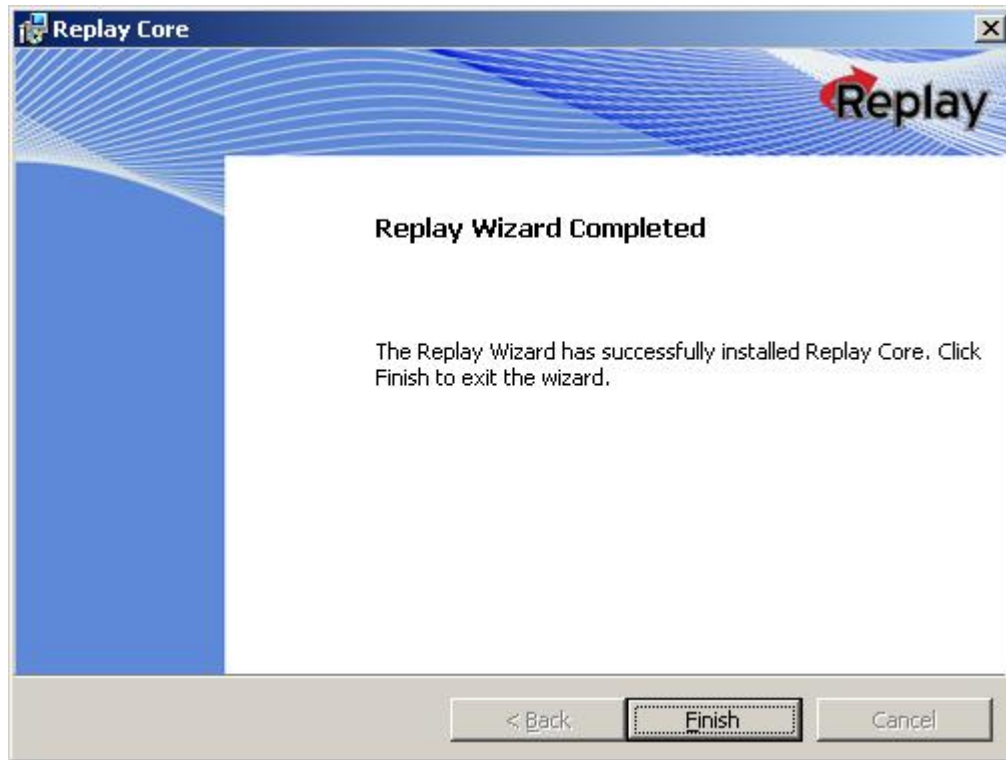 Replay Core
Replay
Replay Wizard Completed
The Replay Wizard has successfully installed Replay Core. Click
Finish to exit the wizard.
< Back Finish Cancel